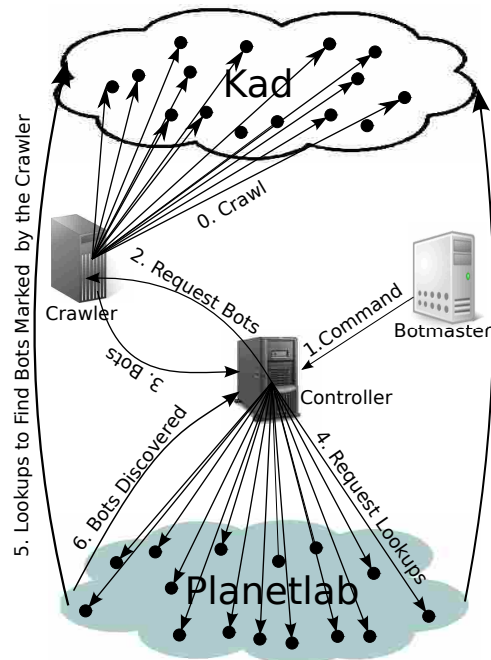 Kad
0. Crawl
2. Request Bots
Crawler
3. Bots
1.Command
Botmaster
Controller
4. Request Lookups
5. Lookups to Find Bots Marked by the Crawler
6. Bots Discovered
Planetlab